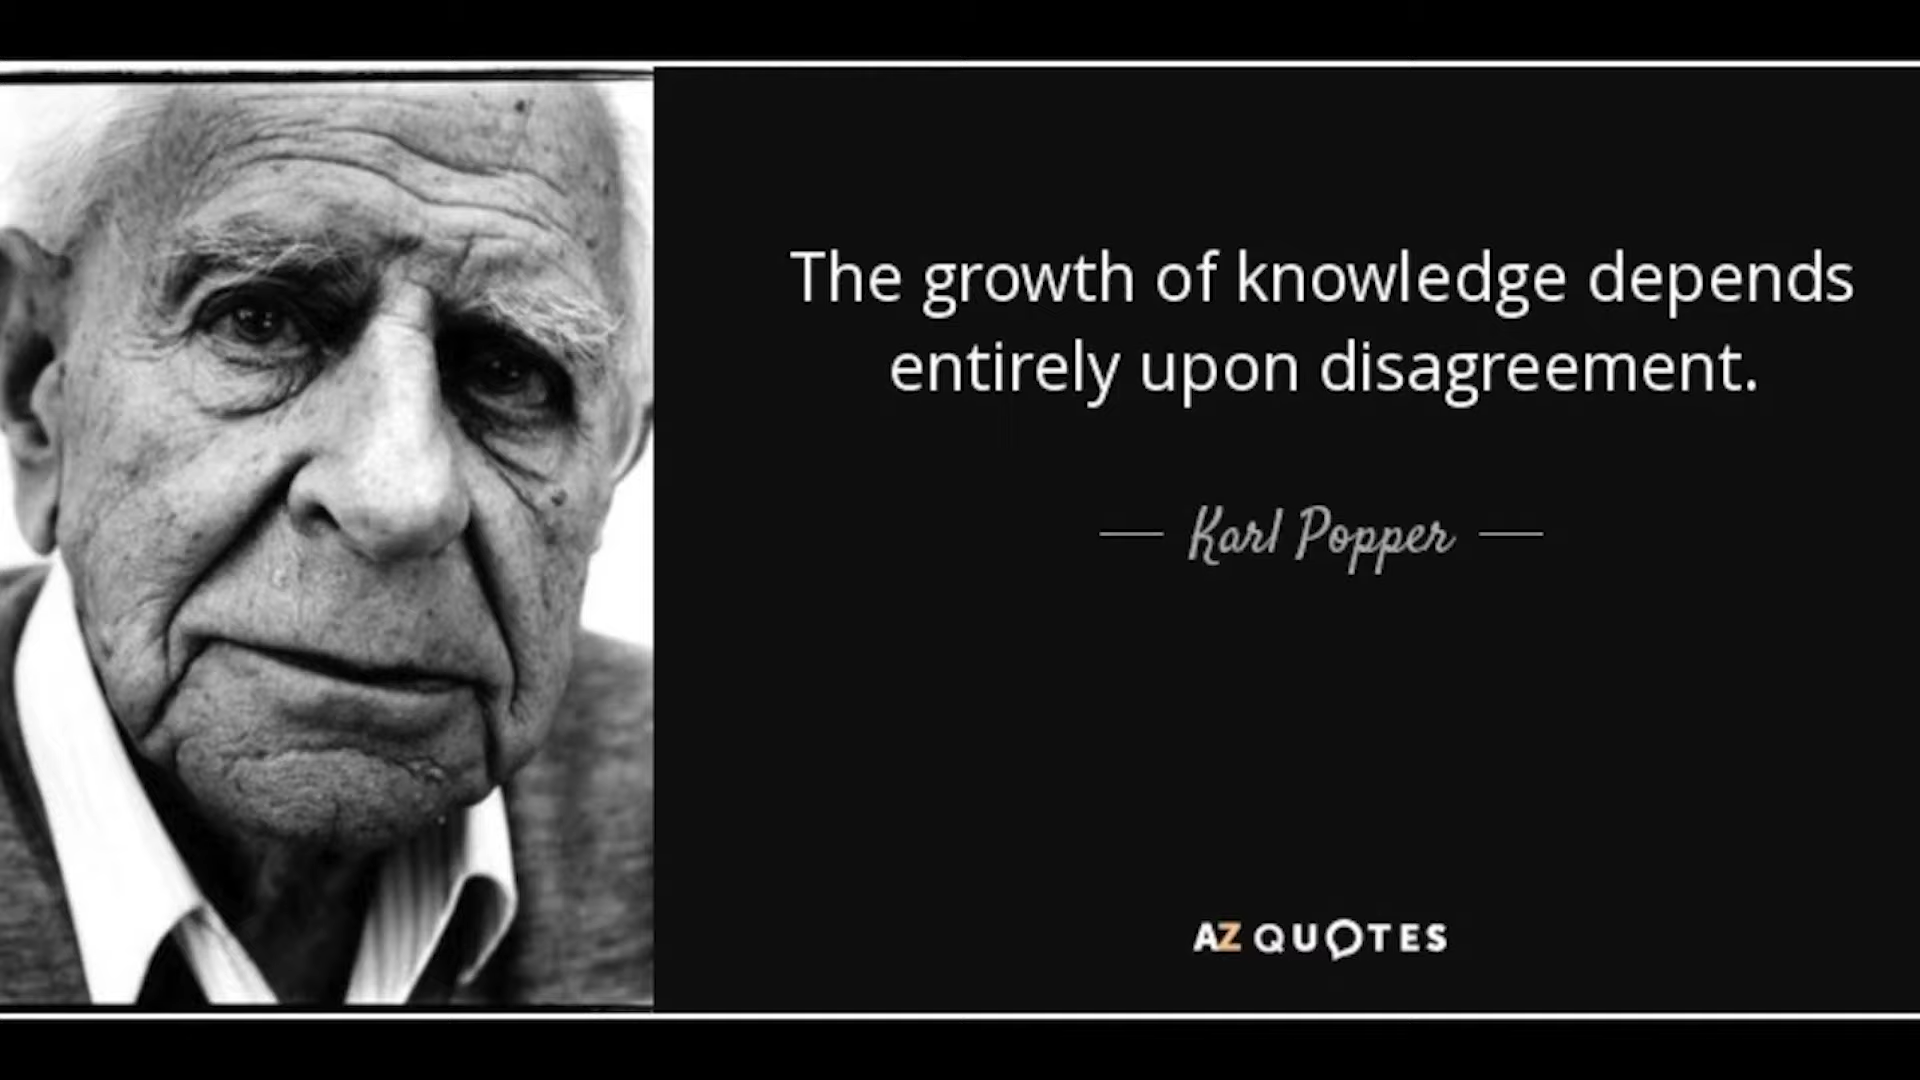 The growth of knowledge depends
entirely upon disagreement.
Karl Popper
AZ QUOTES